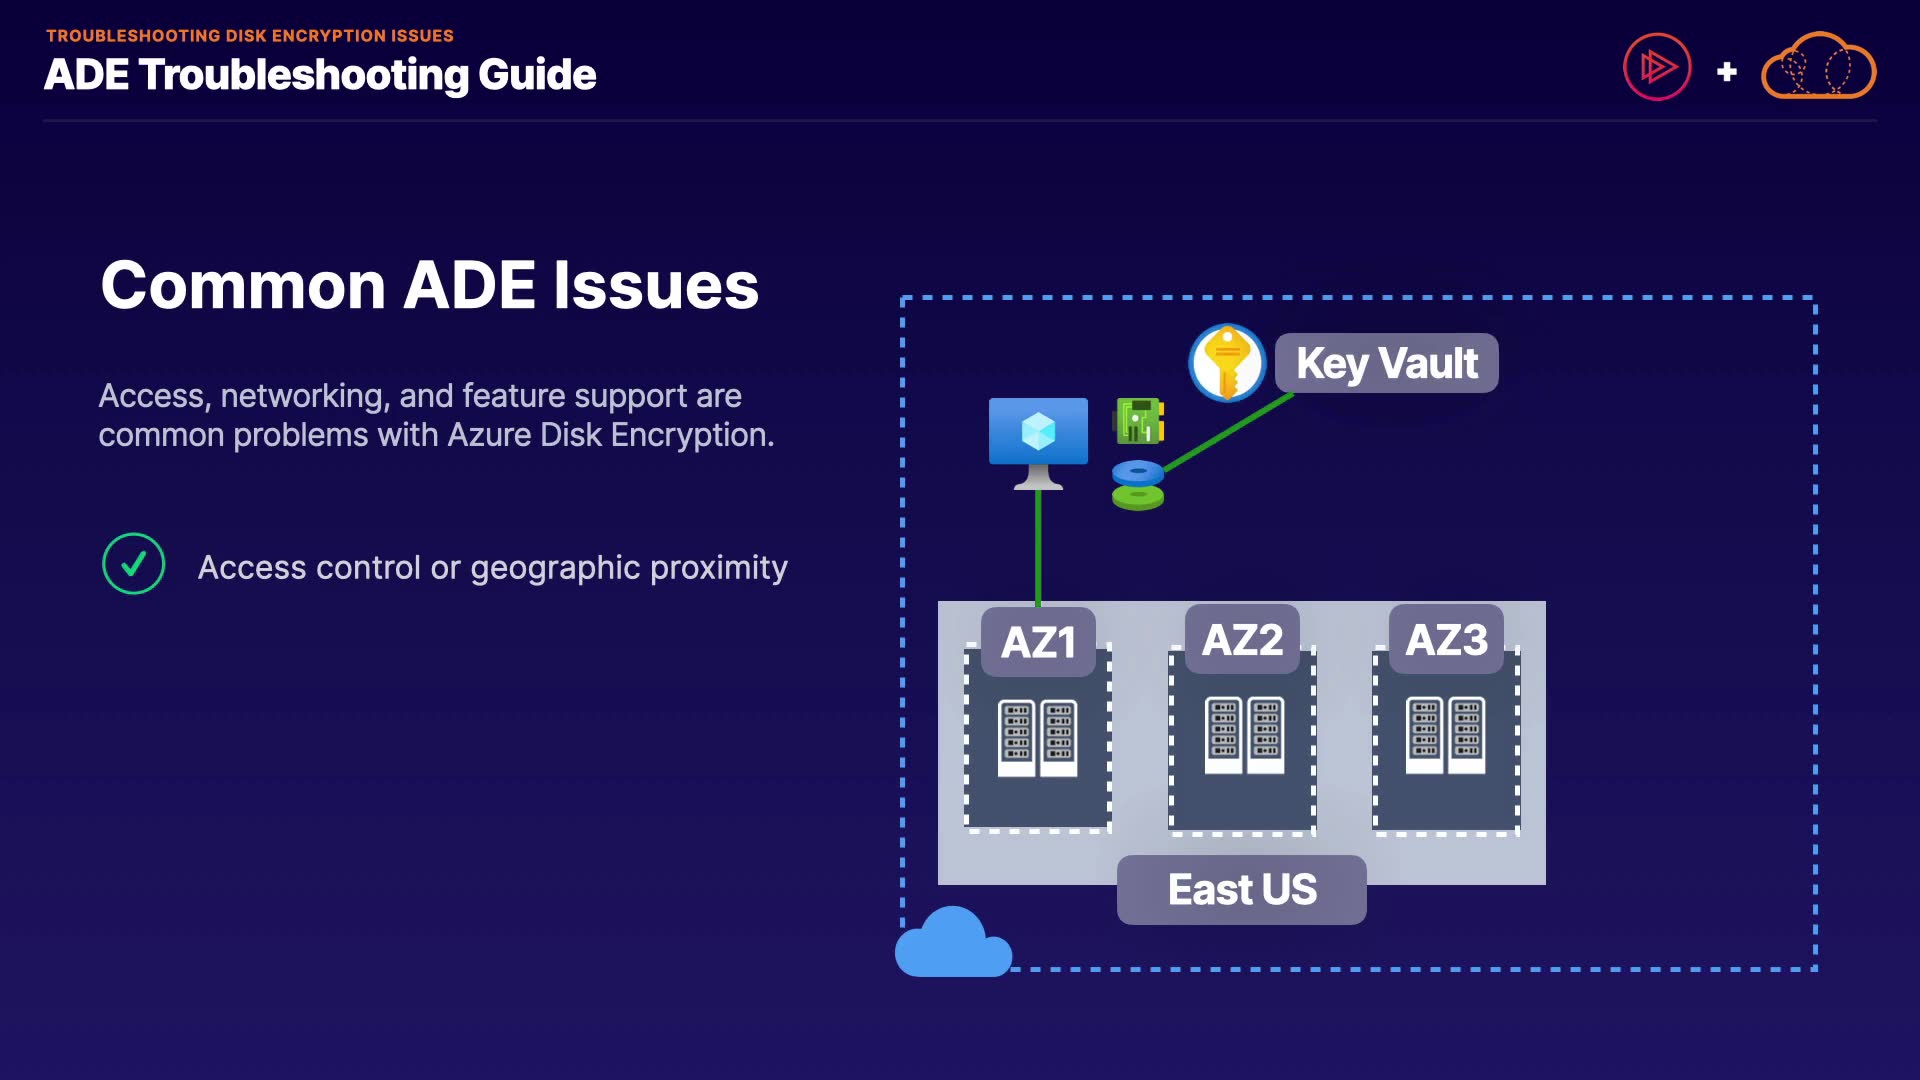 TROUBLESHOOTING DISK ENCRYPTION ISSUES
ADE Troubleshooting Guide
Common ADE Issues
Access, networking, and feature support are
common problems with Azure Disk Encryption.
Access control or geographic proximity
Key Vault
AZ1
AZ2
AZ3
East US